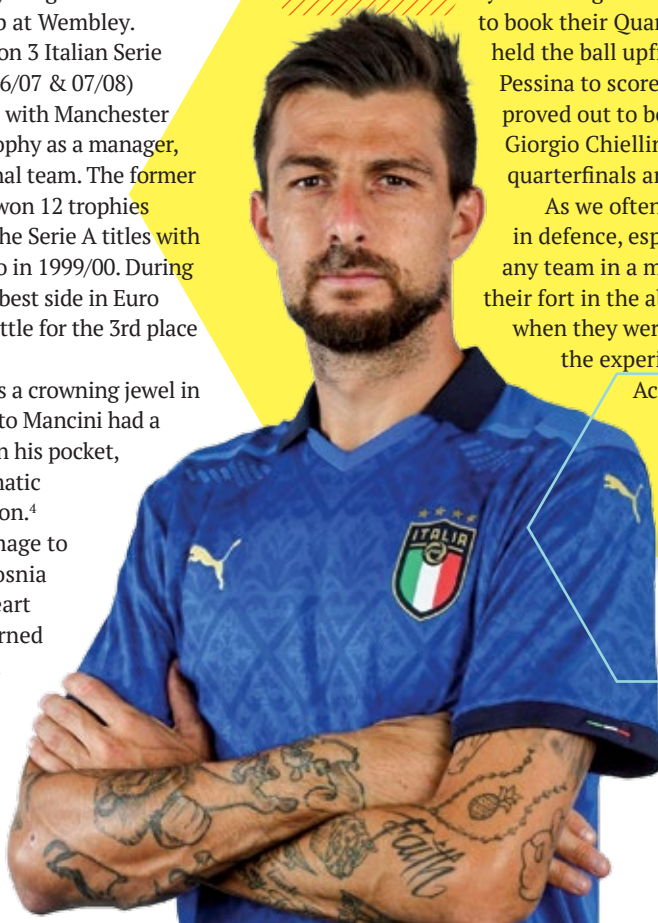 p at Wembley.
on 3 Italian Serie
6/07 & 07/08)
with Manchester
ophy as a manager,
nal team. The former
won 12 trophies
he Serie A titles with
o in 1999/00. During
best side in Euro
ttle for the 3rd place
s a crowning jewel in
to Mancini had a
n his pocket,
natic
on.⁴
nage to
osnia
eart
rned
to book their Quar
held the ball upfr
Pessina to score
proved out to be
Giorgio Chiellin
quarterfinals an
As we often
in defence, esp
any team in a m
their fort in the al
when they were
the experi
Ac
ITALIA
Faith